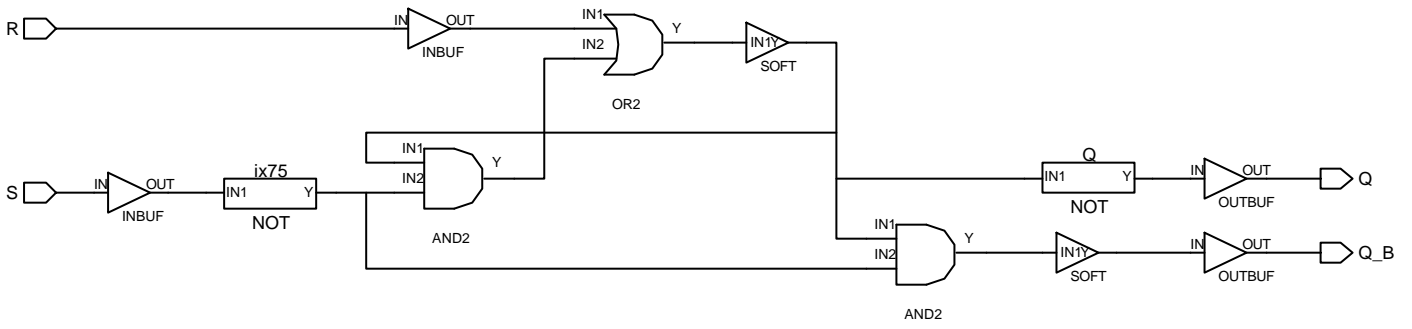 R
IN
OUT
INBUF
IN1
IN2
Y
OR2
IN1Y
SOFT
S
IN
OUT
INBUF
ix75
IN1
Y
NOT
IN1
IN2
Y
AND2
Q
IN1
Y
NOT
IN
OUT
OUTBUF
Q
IN1
IN2
Y
AND2
IN1Y
SOFT
IN
OUT
OUTBUF
Q_B